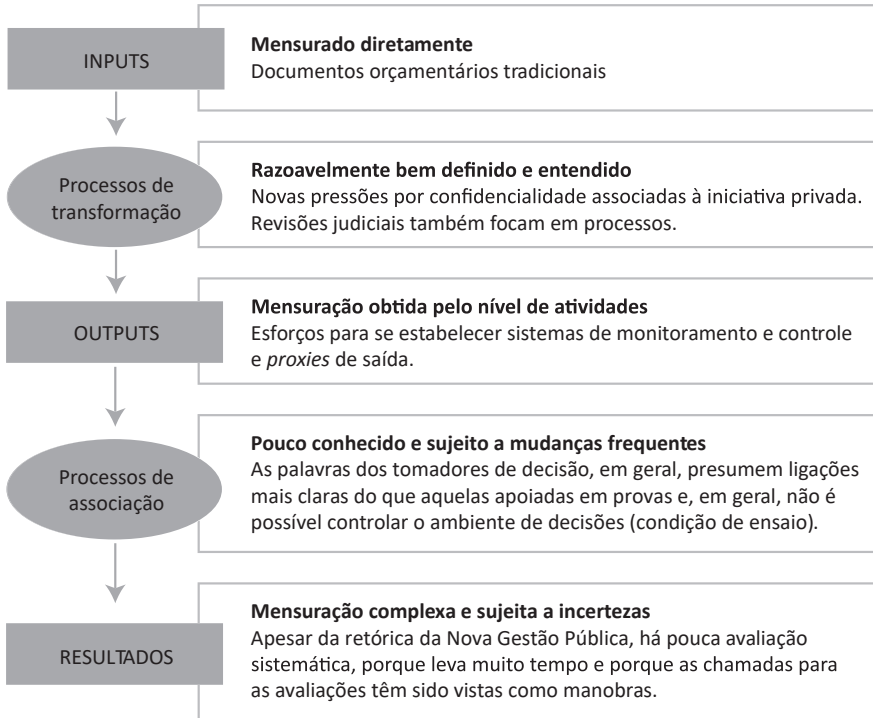 INPUTS
Mensurado diretamente
Documentos orçamentários tradicionais
Processos de
transformação
Razoavelmente bem definido e entendido
Novas pressões por confidencialidade associadas à iniciativa privada.
Revisões judiciais também focam em processos.
OUTPUTS
Mensuração obtida pelo nível de atividades
Esforços para se estabelecer sistemas de monitoramento e controle
e proxies de saída.
Processos de
associação
Pouco conhecido e sujeito a mudanças frequentes
As palavras dos tomadores de decisão, em geral, presumem ligações
mais claras do que aquelas apoiadas em provas e, em geral, não é
possível controlar o ambiente de decisões (condição de ensaio).
RESULTADOS
Mensuração complexa e sujeita a incertezas
Apesar da retórica da Nova Gestão Pública, há pouca avaliação
sistemática, porque leva muito tempo e porque as chamadas para
as avaliações têm sido vistas como manobras.